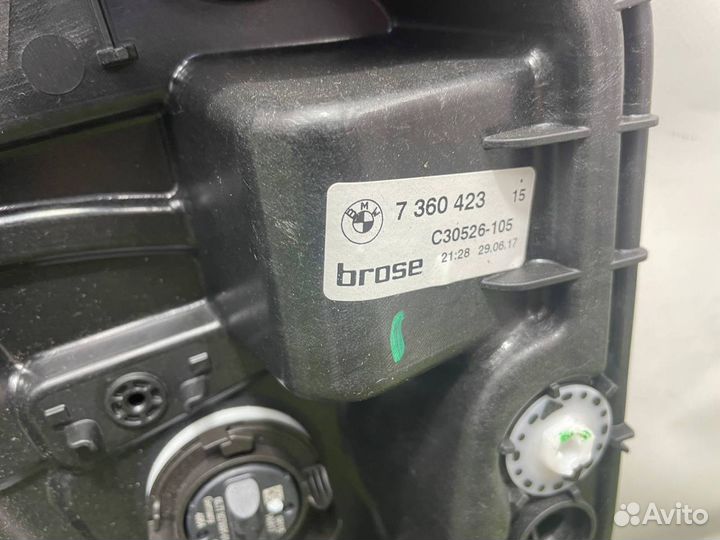 BMW 7 360 423 15
C30526-105
brose 21:28 29.06.17
Avito